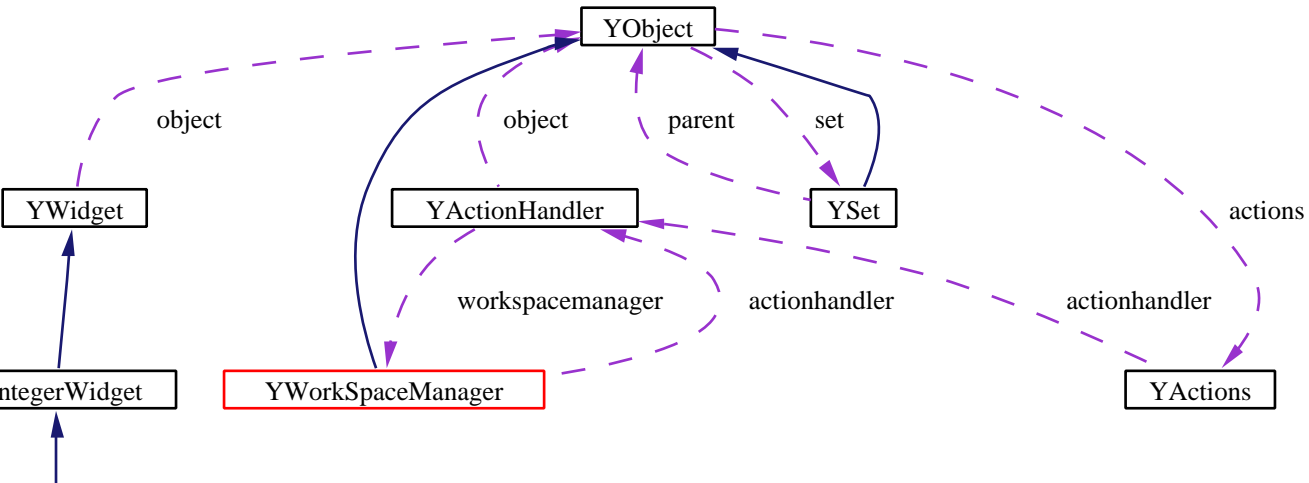 YObject
object
object
parent
set
YWidget
YActionHandler
YSet
actions
workspacemanager
actionhandler
actionhandler
ntegerWidget
YWorkSpaceManager
YActions